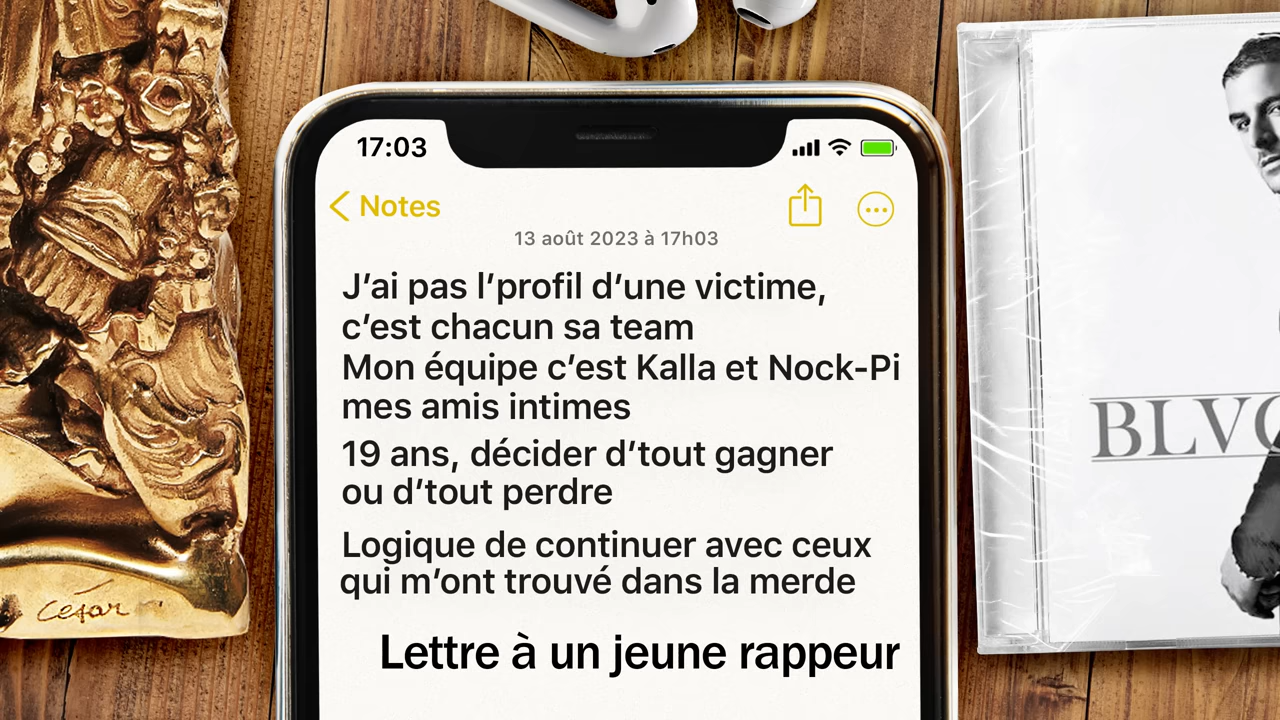 17:03
Notes
13 août 2023 à 17h03
J’ai pas l’profil d’une victime,
c’est chacun sa team
Mon équipe c’est Kalla et Nock-Pi
mes amis intimes
19 ans, décider d’tout gagner
ou d’tout perdre
Logique de continuer avec ceux
qui m’ont trouvé dans la merde
Lettre à un jeune rappeur
César